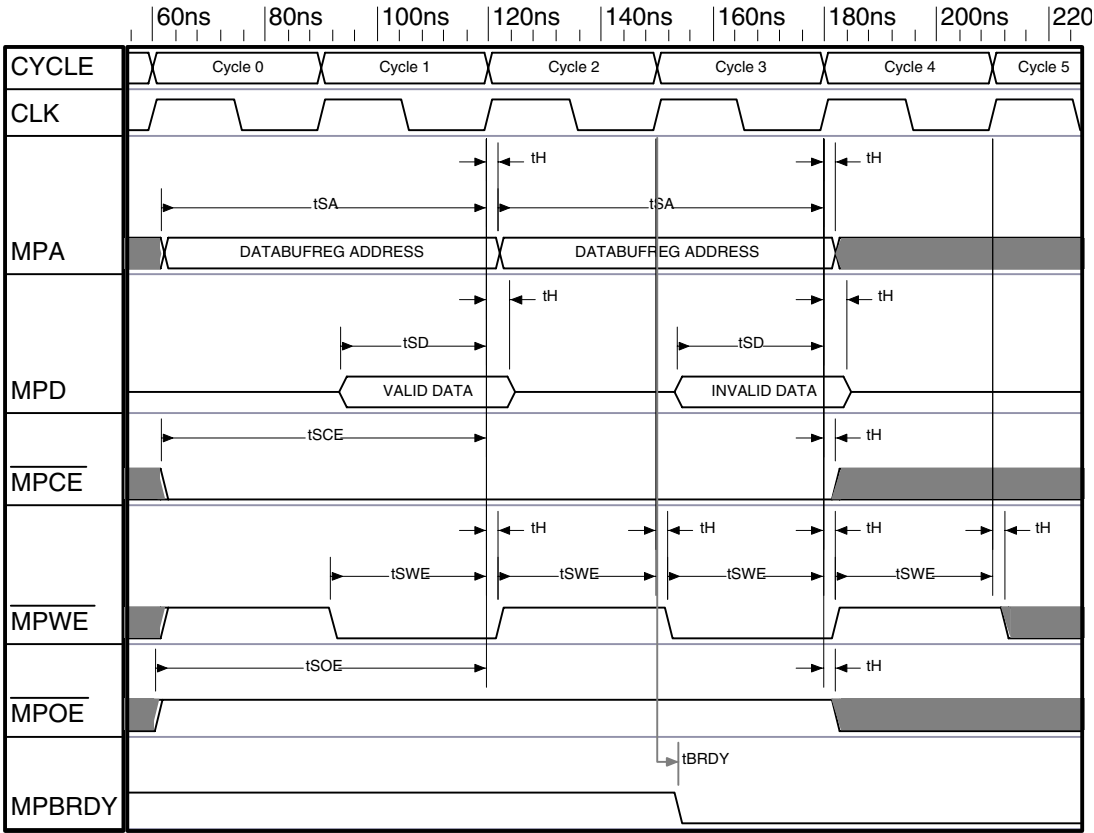 60ns 80ns 100ns 120ns 140ns 160ns 180ns 200ns 220
CYCLE Cycle 0 Cycle 1 Cycle 2 Cycle 3 Cycle 4 Cycle 5
CLK
tH tH
tSA tSA
MPA DATABUFREG ADDRESS DATABUFREG ADDRESS
tH tH
tSD tSD
MPD VALID DATA INVALID DATA
tSCE tH
MPCE
tH tH tH tH
tSWE tSWE tSWE tSWE
MPWE
tSOE tH
MPOE
tBRDY
MPBRDY